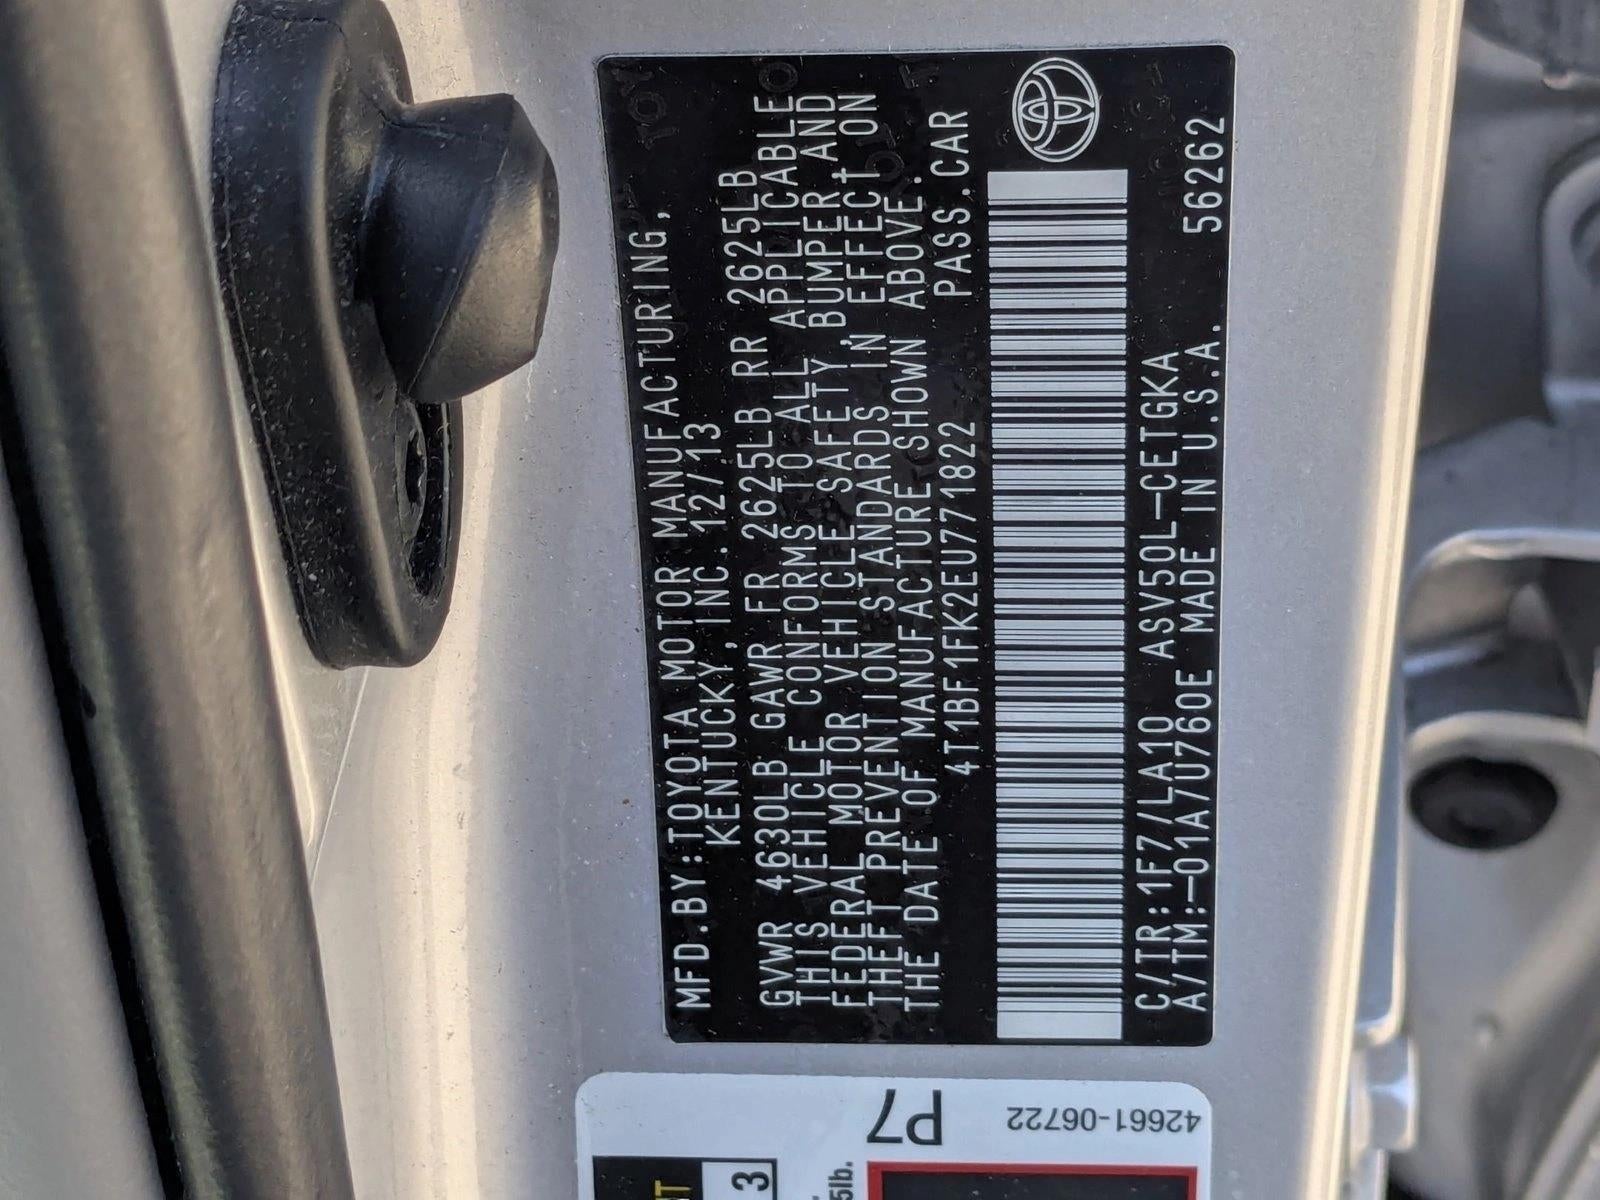 MFD.BY:TOYOTA MOTOR MANUFACTURING,
KENTUCKY,INC.12/13
GVWR 4630LB GAWR FR 2625LB RR 2625LB
THIS VEHICLE CONFORMS TO ALL APPLICABLE
FEDERAL MOTOR VEHICLE SAFETY,BUMPER AND
THEFT PREVENTION STANDARDS IN EFFECT ON
THE DATE OF MANUFACTURE SHOWN ABOVE.
4T1BF1FK2EU771822 PASS.CAR
C/TR:1F7/LA10 ASV50L-CETGKA
A/TM:-01A/U760E MADE IN U.S.A. 56262
P7
42661-06722
5lb.
3